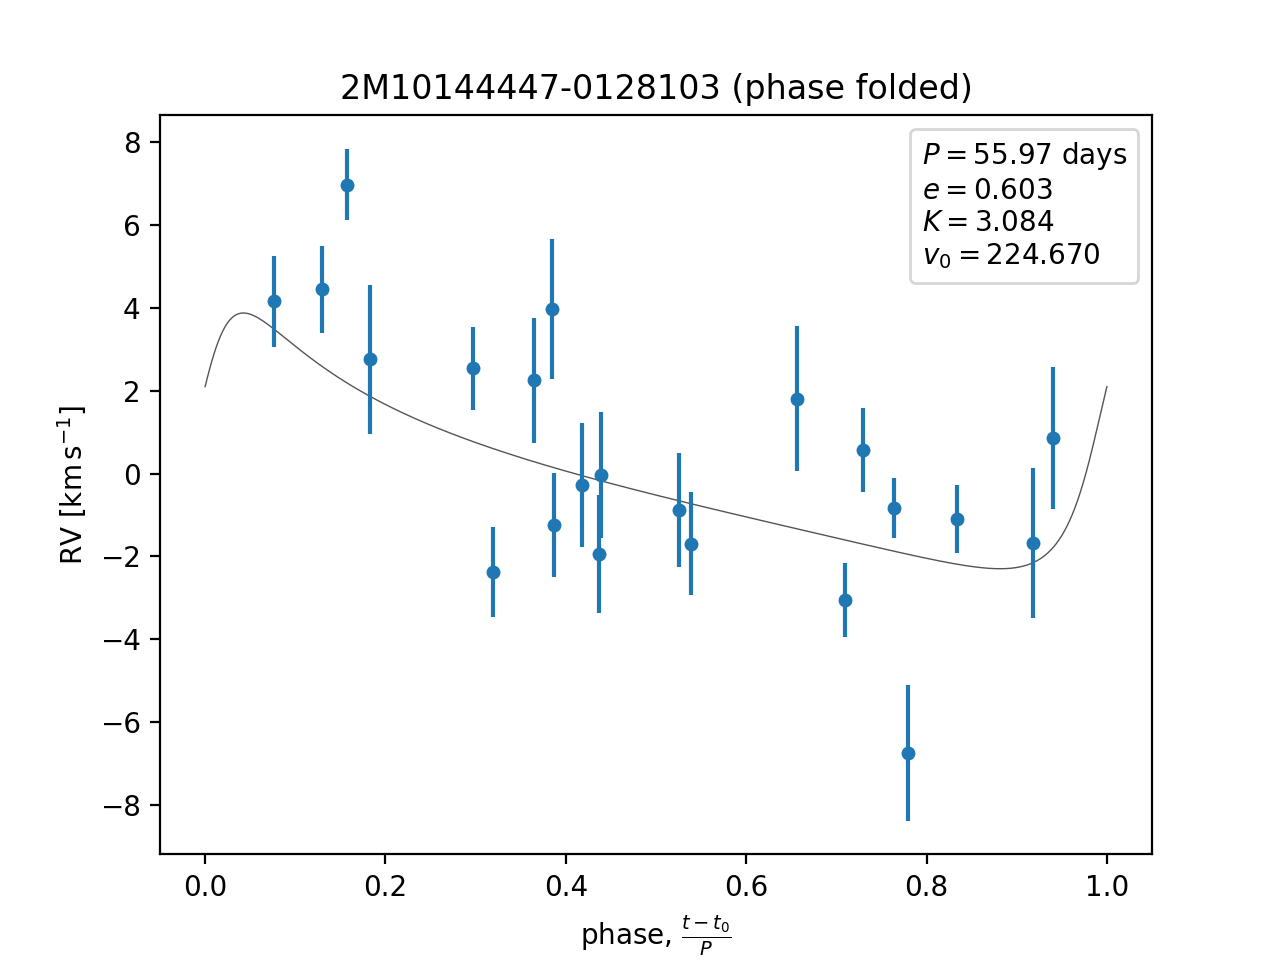 2M10144447-0128103 (phase folded)
P = 55.97 days
e = 0.603
K = 3.084
v₀ = 224.670
8
6
4
2
0
−2
−4
−6
−8
RV [km s⁻¹]
0.0 0.2 0.4 0.6 0.8 1.0
phase, (t − t₀)/P